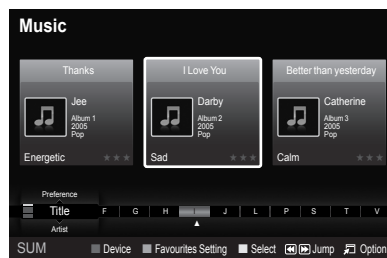 Music
Thanks
I Love You
Better than yesterday
Jee
Album 1
2005
Pop
Darby
Album 2
2005
Pop
Catherine
Album 3
2005
Pop
Energetic
Sad
Calm
Preference
Title
F G H I J L P S T V
Artist
SUM Device Favourites Setting Select Jump Option